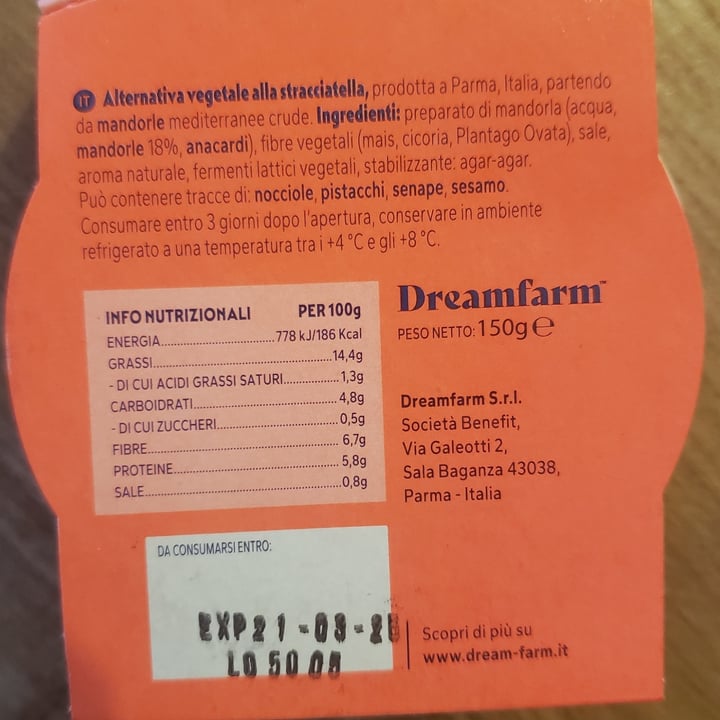 IT Alternativa vegetale alla stracciatella, prodotta a Parma, Italia, partendo
da mandorle mediterranee crude. Ingredienti: preparato di mandorla (acqua,
mandorle 18%, anacardi), fibre vegetali (mais, cicoria, Plantago Ovata), sale,
aroma naturale, fermenti lattici vegetali, stabilizzante: agar-agar.
Può contenere tracce di: nocciole, pistacchi, senape, sesamo.
Consumare entro 3 giorni dopo l'apertura, conservare in ambiente
refrigerato a una temperatura tra i +4 °C e gli +8 °C.
INFO NUTRIZIONALI PER 100g
ENERGIA 778 kJ/186 Kcal
GRASSI 14,4g
- DI CUI ACIDI GRASSI SATURI 1,3g
CARBOIDRATI 4,8g
- DI CUI ZUCCHERI 0,5g
FIBRE 6,7g
PROTEINE 5,8g
SALE 0,8g
Dreamfarm™
PESO NETTO: 150g e
Dreamfarm S.r.l.
Società Benefit,
Via Galeotti 2,
Sala Baganza 43038,
Parma - Italia
DA CONSUMARSI ENTRO:
EXP 21
LO
Scopri di più su
www.dream-farm.it